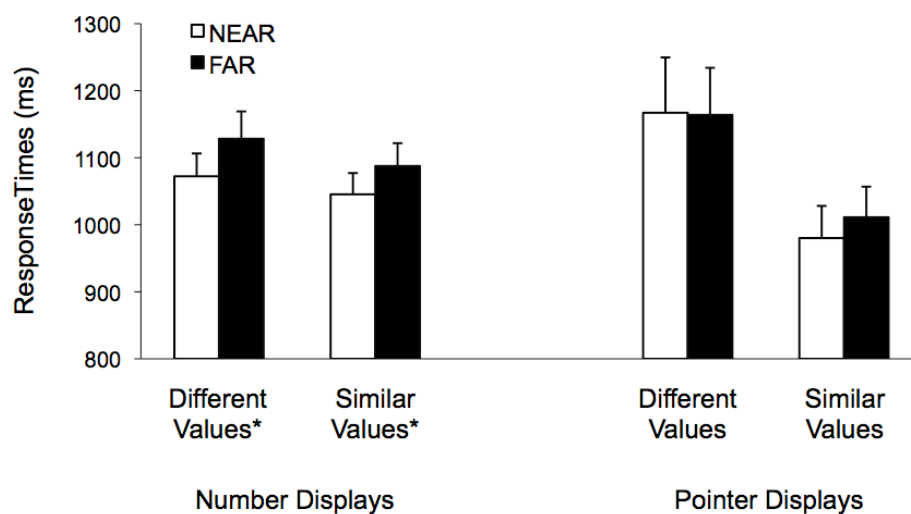 1300
NEAR
FAR
1200
1100
1000
900
800
ResponseTimes (ms)
Different Values*
Similar Values*
Different Values
Similar Values
Number Displays
Pointer Displays